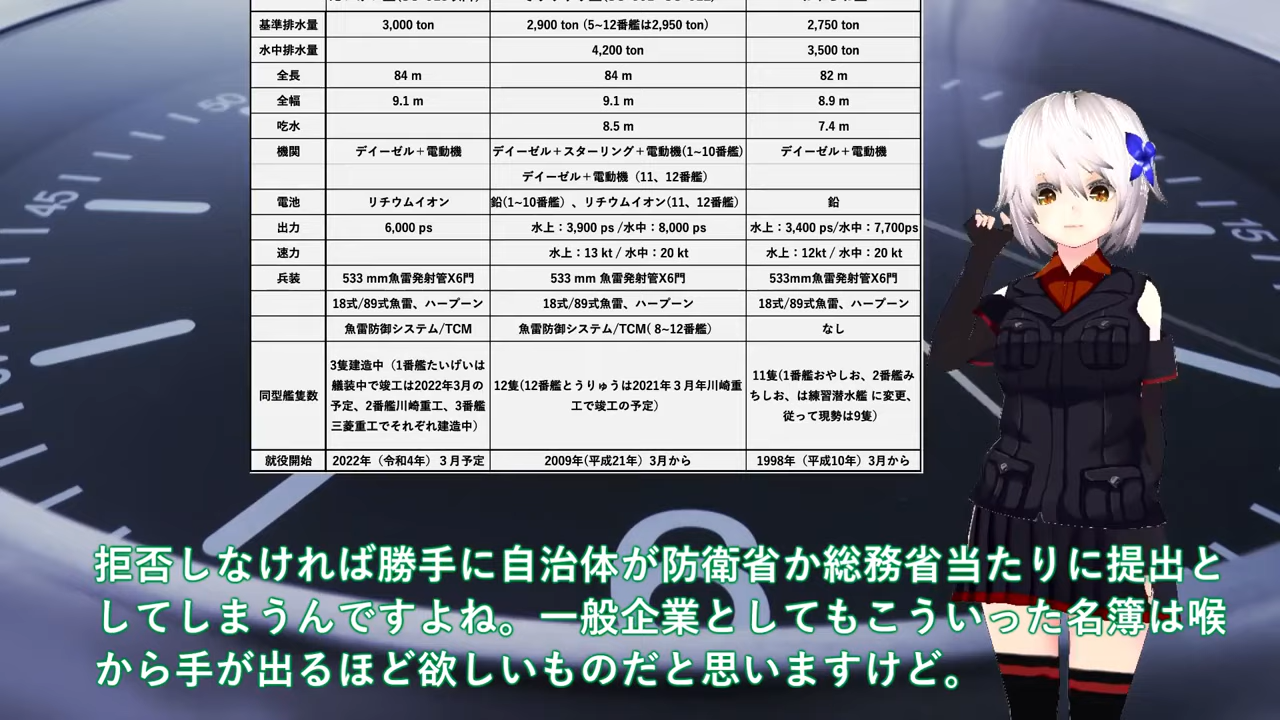 基準排水量 3,000 ton 2,900 ton (5~12番艦は2,950 ton) 2,750 ton
水中排水量 4,200 ton 3,500 ton
全長 84 m 84 m 82 m
全幅 9.1 m 9.1 m 8.9 m
吃水 8.5 m 7.4 m
機関 デイーゼル＋電動機 デイーゼル＋スターリング＋電動機(1~10番艦) デイーゼル＋電動機
デイーゼル＋電動機（11、12番艦）
電池 リチウムイオン 鉛(1~10番艦）、リチウムイオン(11、12番艦） 鉛
出力 6,000 ps 水上：3,900 ps /水中：8,000 ps 水上：3,400 ps/水中：7,700ps
速力 水上：13 kt / 水中：20 kt 水上：12kt / 水中：20 kt
兵装 533 mm魚雷発射管X6門 533 mm 魚雷発射管X6門 533mm魚雷発射管X6門
18式/89式魚雷、ハープーン 18式/89式魚雷、ハープーン 18式/89式魚雷、ハープーン
魚雷防御システム/TCM 魚雷防御システム/TCM( 8~12番艦） なし
同型艦隻数
3隻建造中（1番艦たいげいは
艤装中で竣工は2022年3月の
予定、2番艦川崎重工、3番艦
三菱重工でそれぞれ建造中）
12隻(12番艦とうりゅうは2021年３月年川崎重
工で竣工の予定）
11隻(1番艦おやしお、2番艦み
ちしお、は練習潜水艦 に変更、
従って現勢は9隻）
就役開始 2022年（令和4年）３月予定 2009年(平成21年）3月から 1998年（平成10年）3月から
50
45
15
拒否しなければ勝手に自治体が防衛省か総務省当たりに提出と
してしまうんですよね。一般企業としてもこういった名簿は喉
から手が出るほど欲しいものだと思いますけど。